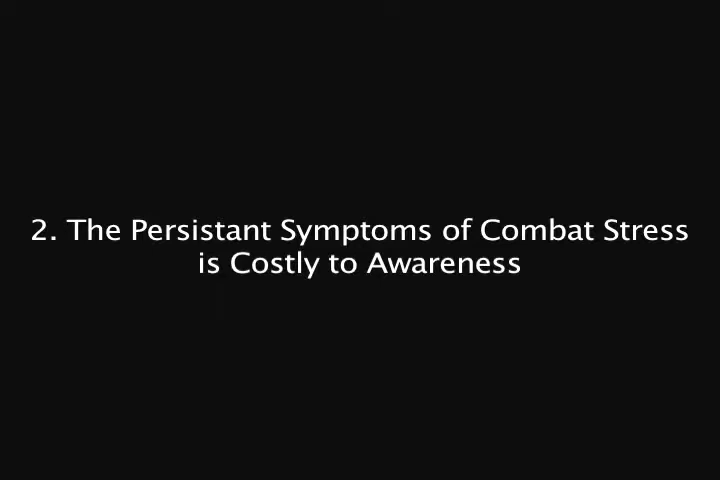 2. The Persistant Symptoms of Combat Stress
is Costly to Awareness